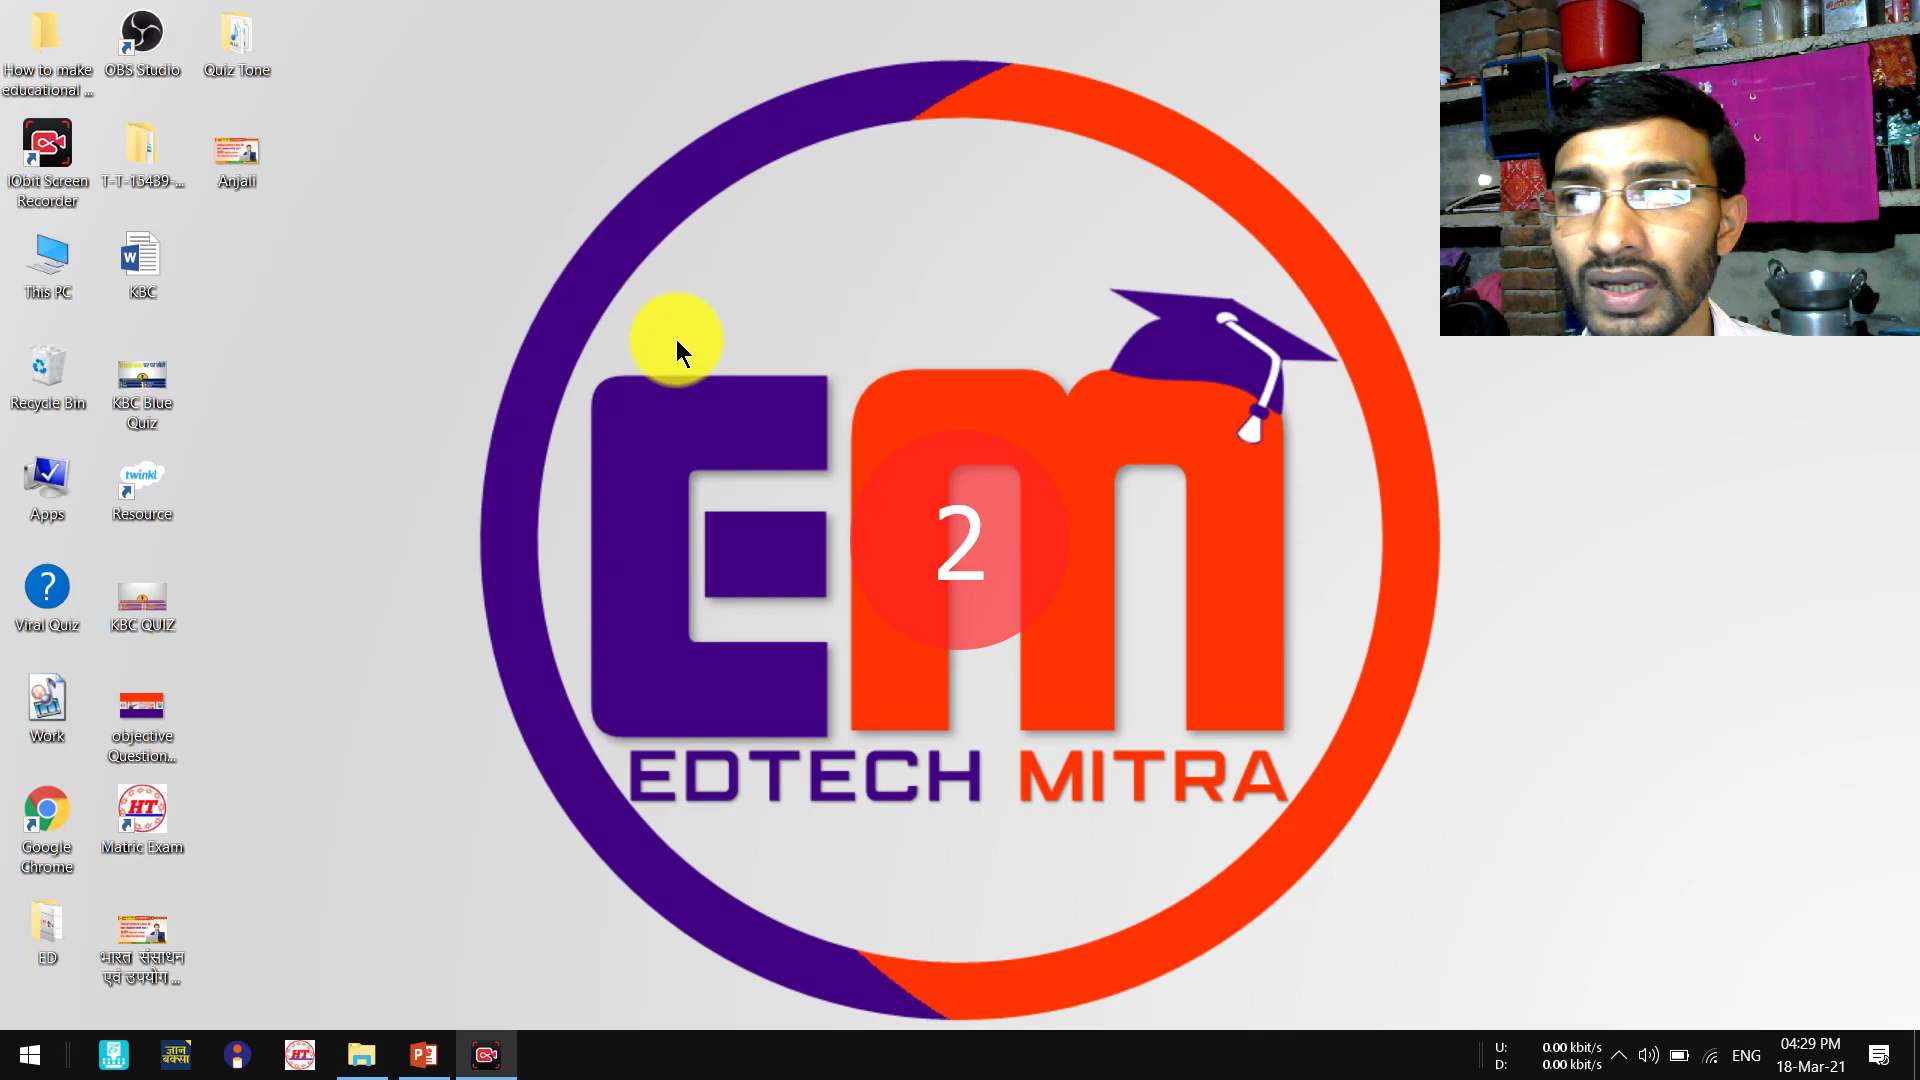 How to make
educational ...
OBS Studio
Quiz Tone
IObit Screen
Recorder
T-T-15439-...
Anjali
This PC
W
KBC
Recycle Bin
KBC Blue
Quiz
Apps
twinkl
Resource
?
Viral Quiz
KBC QUIZ
Work
objective
Question...
Google
Chrome
HT
Matric Exam
ED
भारत संसाधन
एवं उपयोग ...
2
EM
EDTECH MITRA
ज्ञान
बक्सा
HT
U: 0.00 kbit/s
D: 0.00 kbit/s
ENG
04:29 PM
18-Mar-21